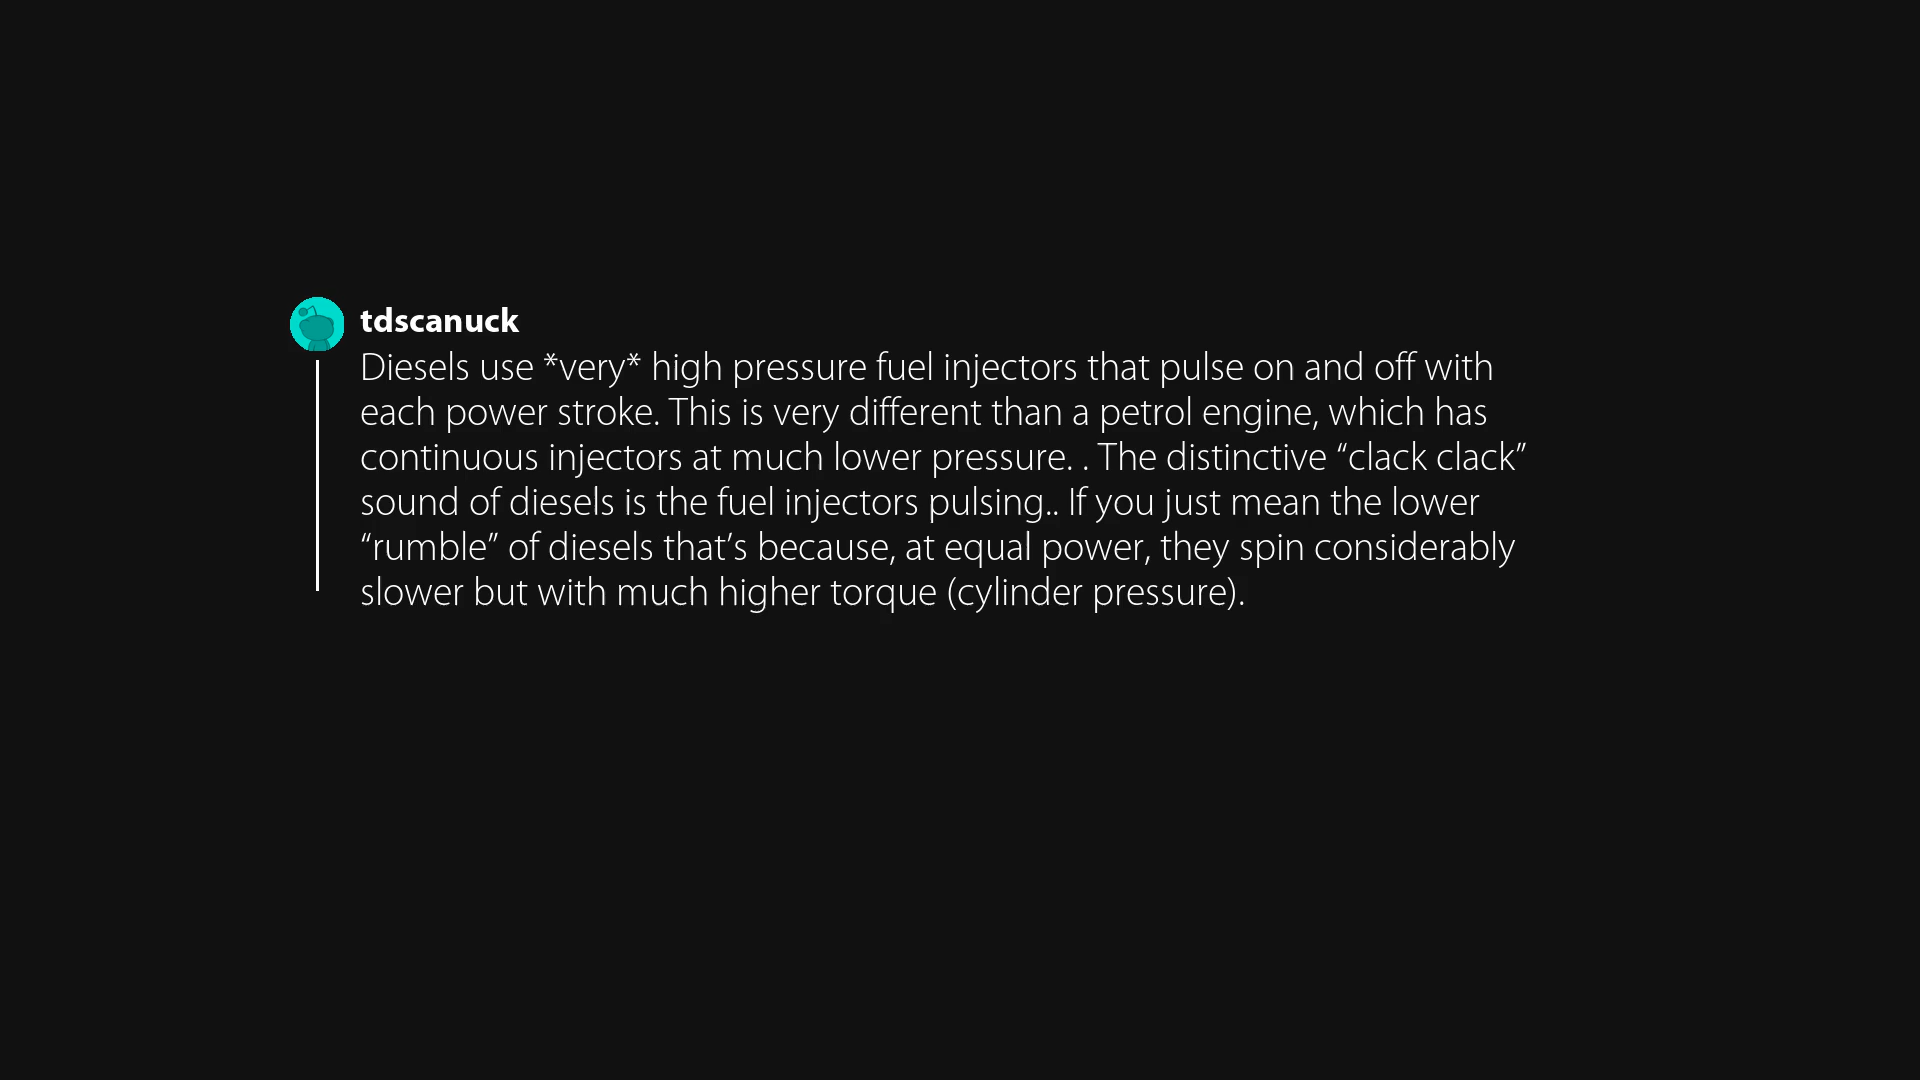 tdscanuck
Diesels use *very* high pressure fuel injectors that pulse on and off with
each power stroke. This is very different than a petrol engine, which has
continuous injectors at much lower pressure. . The distinctive “clack clack”
sound of diesels is the fuel injectors pulsing.. If you just mean the lower
“rumble” of diesels that’s because, at equal power, they spin considerably
slower but with much higher torque (cylinder pressure).